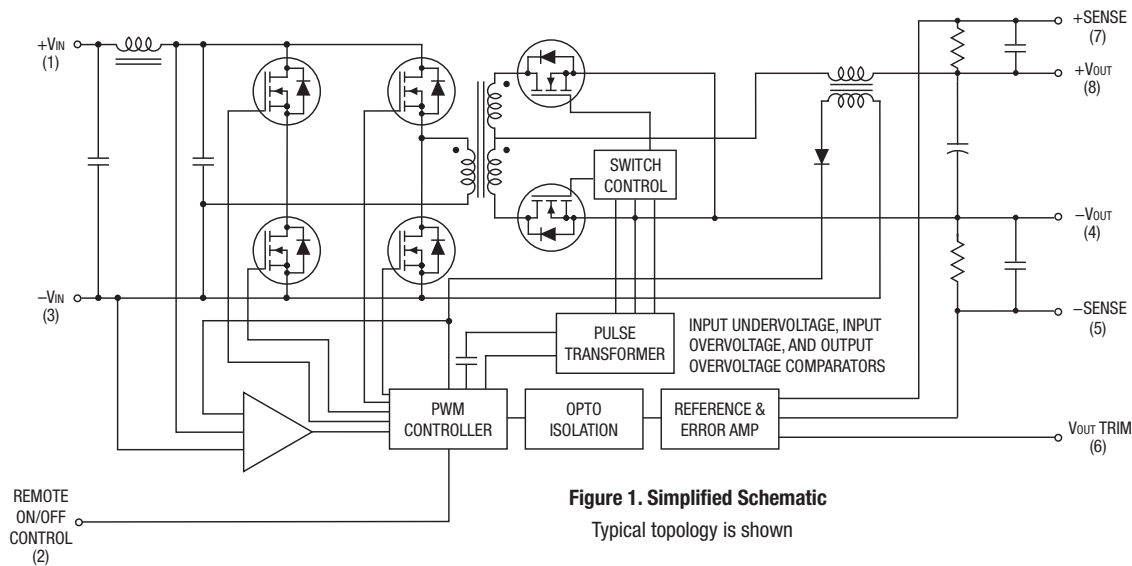 +VIN
(1)
+SENSE
(7)
+VOUT
(8)
SWITCH
CONTROL
−VOUT
(4)
−VIN
(3)
−SENSE
(5)
PULSE
TRANSFORMER
INPUT UNDERVOLTAGE, INPUT
OVERVOLTAGE, AND OUTPUT
OVERVOLTAGE COMPARATORS
PWM
CONTROLLER
OPTO
ISOLATION
REFERENCE &
ERROR AMP
VOUT TRIM
(6)
REMOTE
ON/OFF
CONTROL
(2)
Figure 1. Simplified Schematic
Typical topology is shown